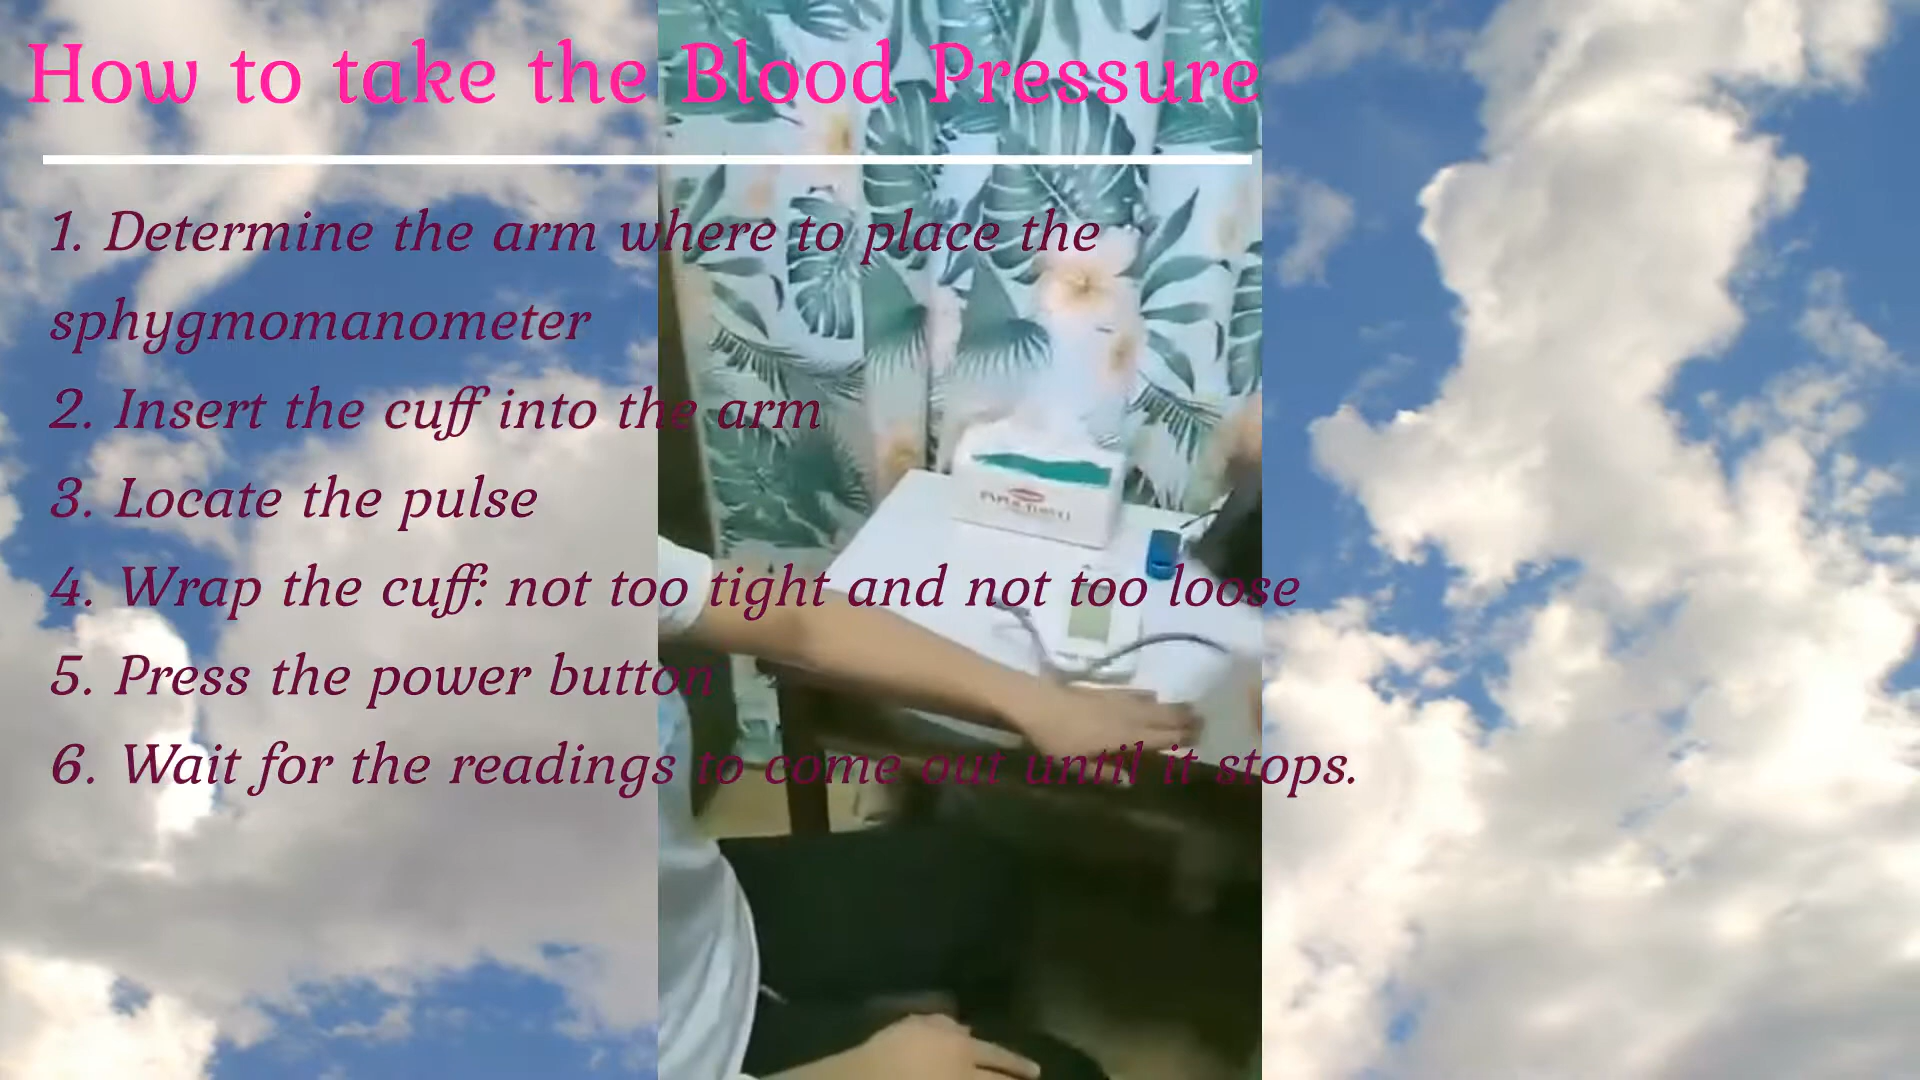 How to take the Blood Pressure
1. Determine the arm where to place the
sphygmomanometer
2. Insert the cuff into the arm
3. Locate the pulse
4. Wrap the cuff: not too tight and not too loose
5. Press the power button
6. Wait for the readings to come out until it stops.